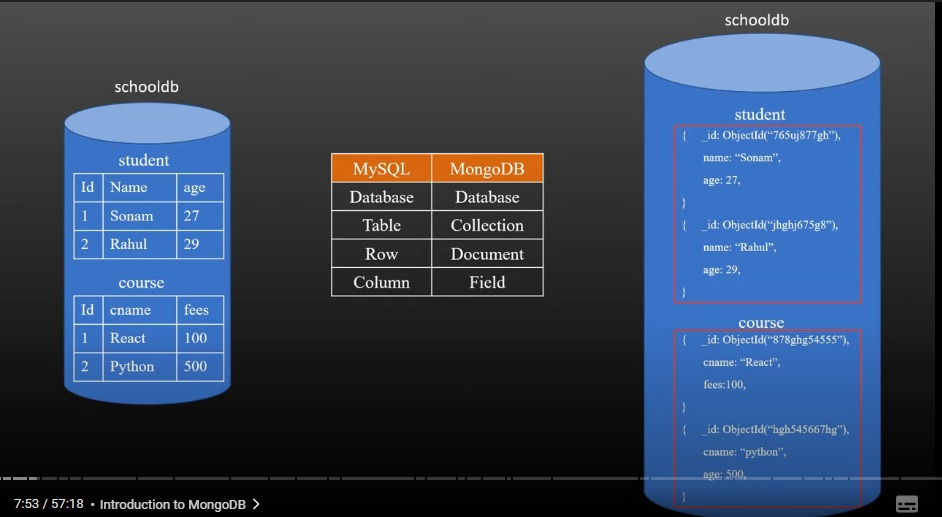 schooldb
student
Id Name age
1 Sonam 27
2 Rahul 29
course
Id cname fees
1 React 100
2 Python 500
MySQL MongoDB
Database Database
Table Collection
Row Document
Column Field
schooldb
student
{ _id: ObjectId(“765uj877gh”),
name: “Sonam”,
age: 27,
}
{ _id: ObjectId(“jhghj675g8”),
name: “Rahul”,
age: 29,
}
course
{ _id: ObjectId(“878ghg54555”),
cname: “React”,
fees:100,
}
{ _id: ObjectId(“hgh545667hg”),
cname: “python”,
age: 500,
}
7:53 / 57:18 • Introduction to MongoDB >